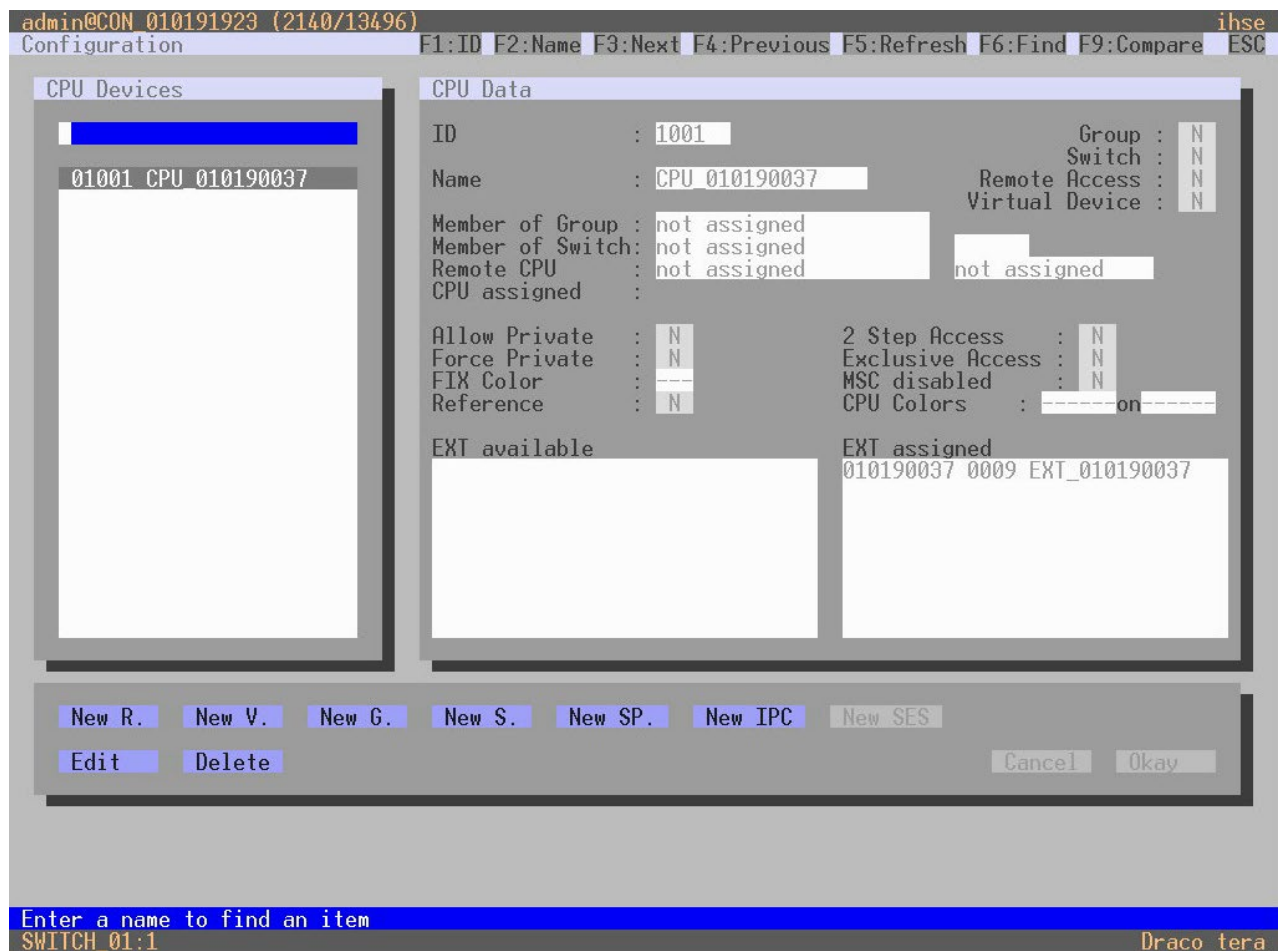 admin@CON_010191923 (2140/13496) ihse
Configuration F1:ID F2:Name F3:Next F4:Previous F5:Refresh F6:Find F9:Compare ESC
CPU Devices
01001 CPU_010190037
CPU Data
ID : 1001 Group : N
Switch : N
Name : CPU_010190037 Remote Access : N
Virtual Device : N
Member of Group : not assigned
Member of Switch: not assigned
Remote CPU : not assigned not assigned
CPU assigned :
Allow Private : N 2 Step Access : N
Force Private : N Exclusive Access : N
FIX Color : --- MSC disabled : N
Reference : N CPU Colors : ------on------
EXT available EXT assigned
010190037 0009 EXT_010190037
New R. New V. New G. New S. New SP. New IPC New SES
Edit Delete Cancel Okay
Enter a name to find an item
SWITCH_01:1 Draco tera